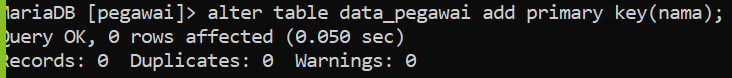 MariaDB [pegawai]> alter table data_pegawai add primary key(nama);
Query OK, 0 rows affected (0.050 sec)
Records: 0  Duplicates: 0  Warnings: 0